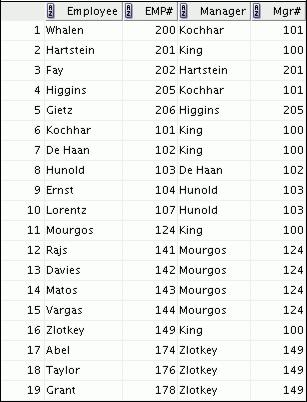 Employee EMP# Manager Mgr#
1 Whalen 200 Kochhar 101
2 Hartstein 201 King 100
3 Fay 202 Hartstein 201
4 Higgins 205 Kochhar 101
5 Gietz 206 Higgins 205
6 Kochhar 101 King 100
7 De Haan 102 King 100
8 Hunold 103 De Haan 102
9 Ernst 104 Hunold 103
10 Lorentz 107 Hunold 103
11 Mourgos 124 King 100
12 Rajs 141 Mourgos 124
13 Davies 142 Mourgos 124
14 Matos 143 Mourgos 124
15 Vargas 144 Mourgos 124
16 Zlotkey 149 King 100
17 Abel 174 Zlotkey 149
18 Taylor 176 Zlotkey 149
19 Grant 178 Zlotkey 149